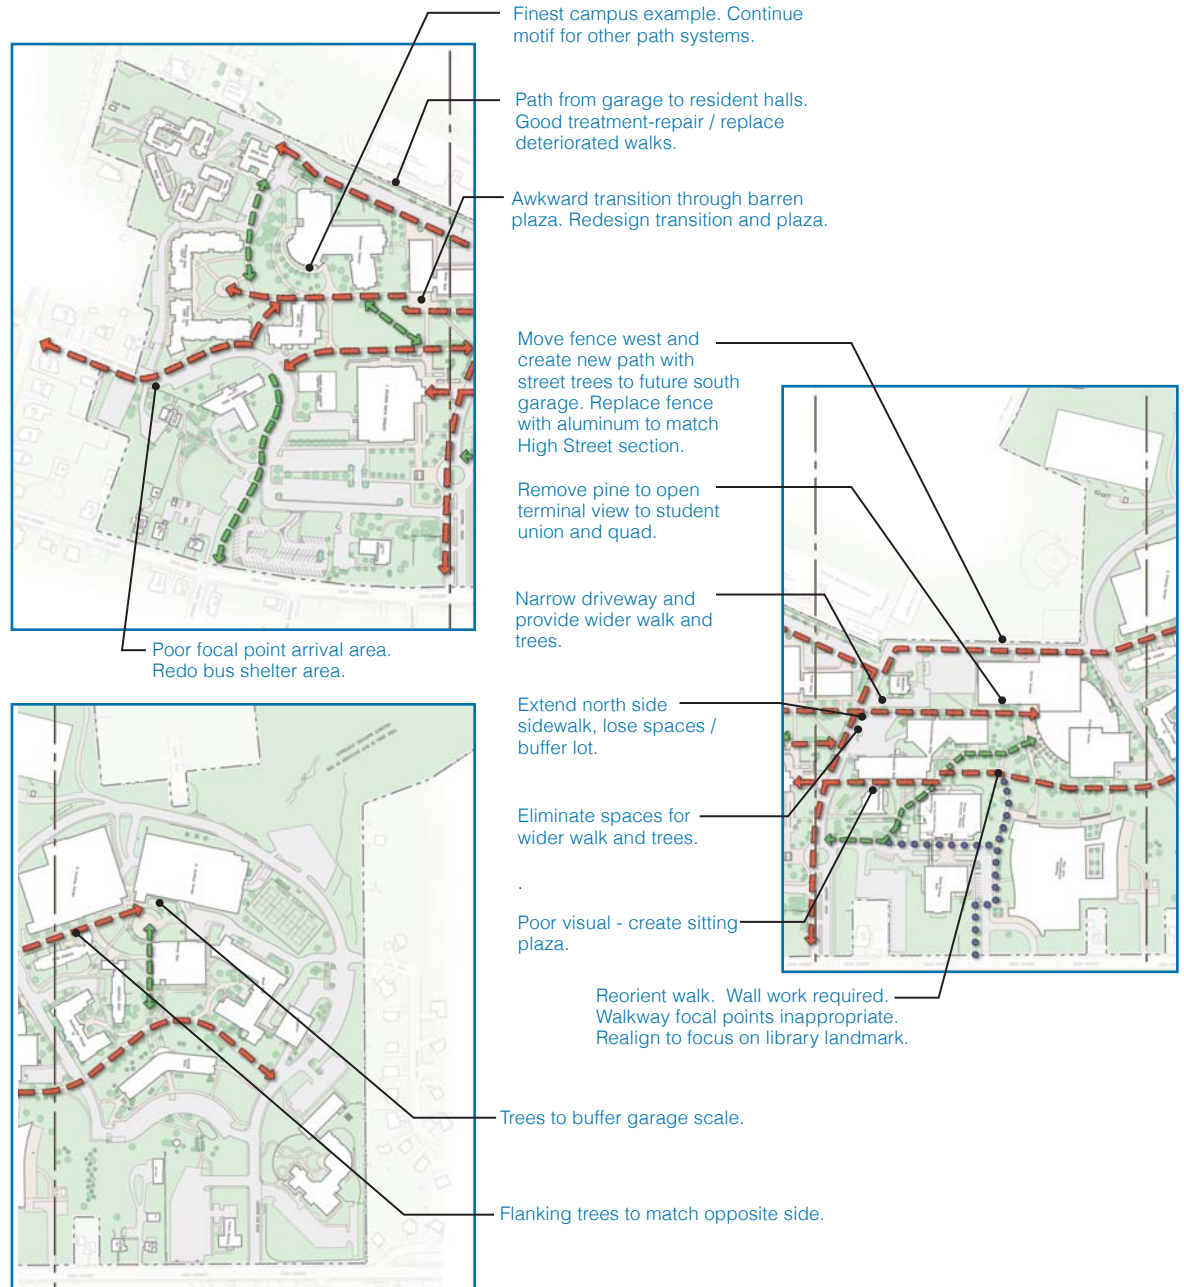 Finest campus example. Continue
motif for other path systems.
Path from garage to resident halls.
Good treatment-repair / replace
deteriorated walks.
Awkward transition through barren
plaza. Redesign transition and plaza.
Move fence west and
create new path with
street trees to future south
garage. Replace fence
with aluminum to match
High Street section.
Remove pine to open
terminal view to student
union and quad.
Narrow driveway and
provide wider walk and
trees.
Poor focal point arrival area.
Redo bus shelter area.
Extend north side
sidewalk, lose spaces /
buffer lot.
Eliminate spaces for
wider walk and trees.
.
Poor visual - create sitting
plaza.
Reorient walk. Wall work required.
Walkway focal points inappropriate.
Realign to focus on library landmark.
Trees to buffer garage scale.
Flanking trees to match opposite side.